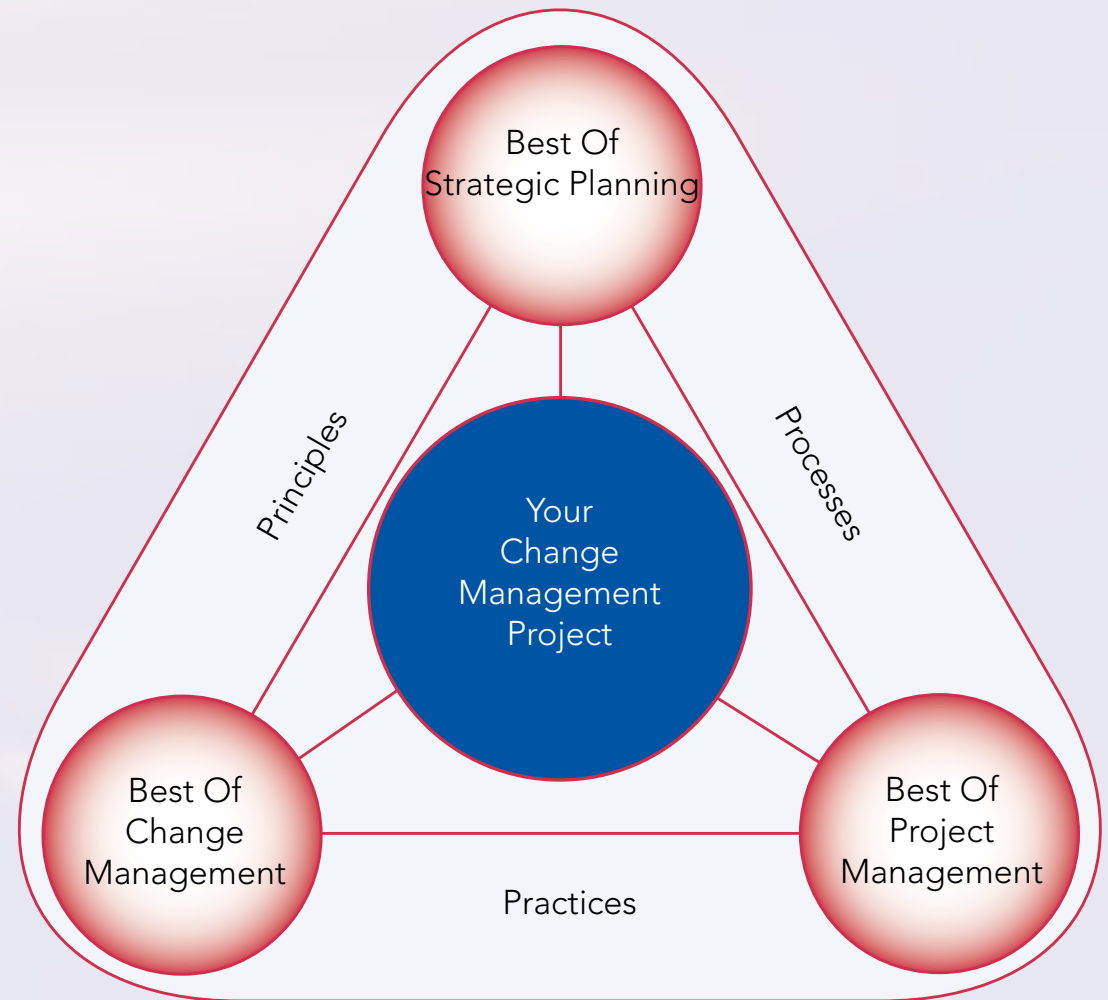 Best Of
Strategic Planning
Principles
Processes
Your
Change
Management
Project
Best Of
Change
Management
Best Of
Project
Management
Practices